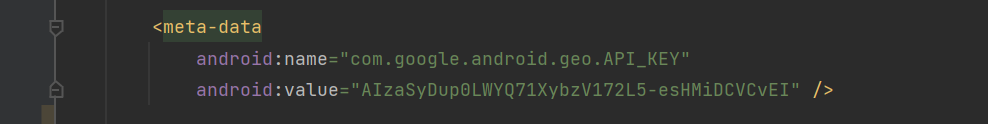 <meta-data
android:name="com.google.android.geo.API_KEY"
android:value="AIzaSyDup0LWYQ71XybzV172L5-esHMiDCVCvEI" />